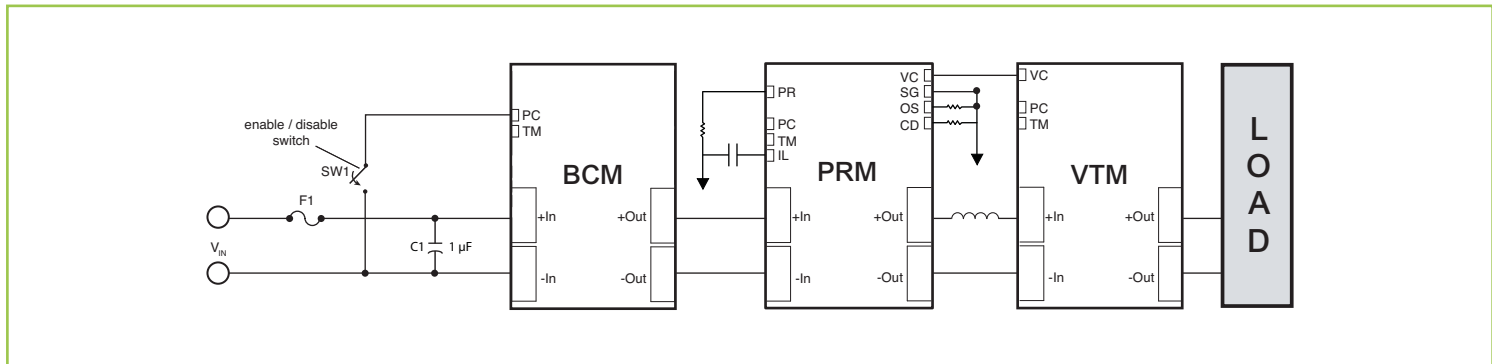 enable / disable
switch
SW1
F1
V_IN
C1 1 µF
PC
TM
BCM
+In
-In
+Out
-Out
PR
PC
TM
IL
VC
SG
OS
CD
PRM
+In
-In
+Out
-Out
VC
PC
TM
VTM
+In
-In
+Out
-Out
L
O
A
D